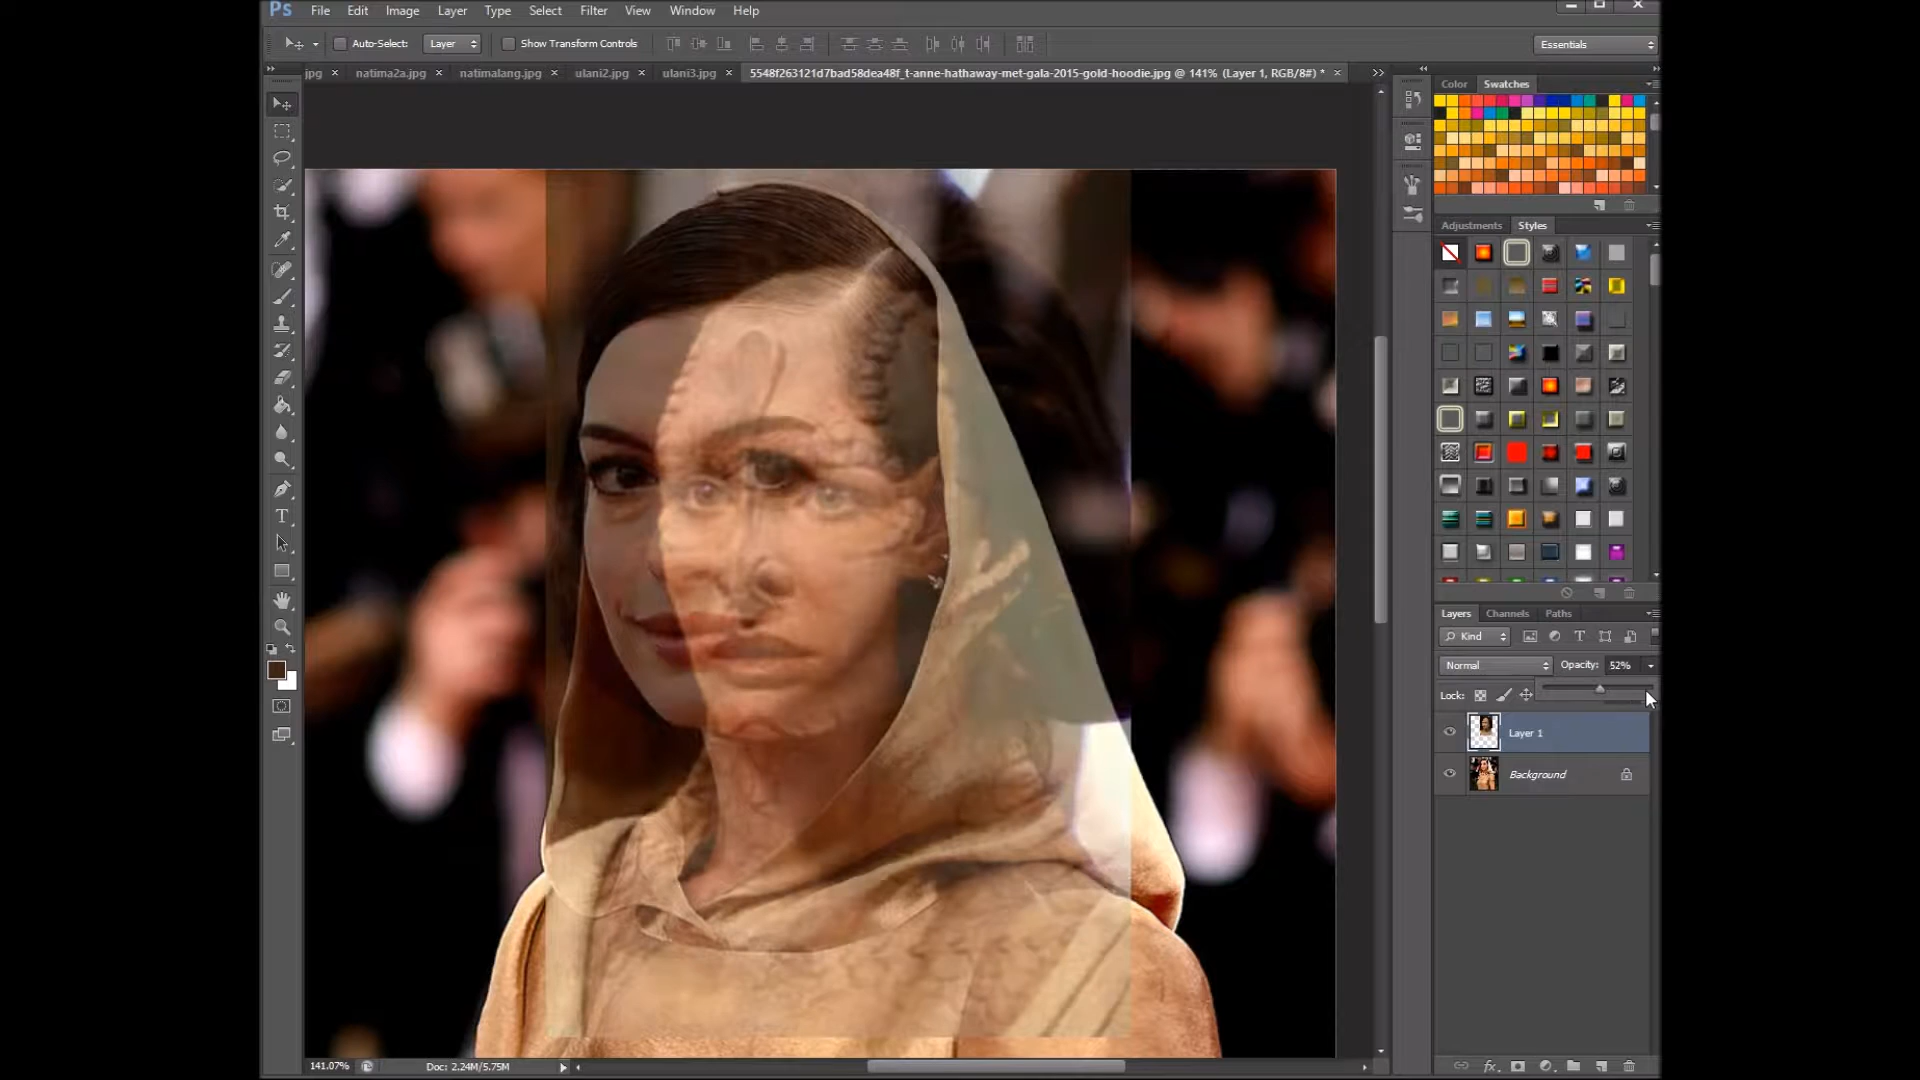 Ps File Edit Image Layer Type Select Filter View Window Help
Auto-Select: Layer Show Transform Controls Essentials
jpg × natima2a.jpg × natimalang.jpg × ulani2.jpg × ulani3.jpg × 5548f263121d7bad58dea48f_t-anne-hathaway-met-gala-2015-gold-hoodie.jpg @ 141% (Layer 1, RGB/8#) * ×
Color Swatches
Adjustments Styles
Layers Channels Paths
Kind
Normal Opacity: 52%
Lock:
Layer 1
Background
141.07% Doc: 2.24M/5.75M